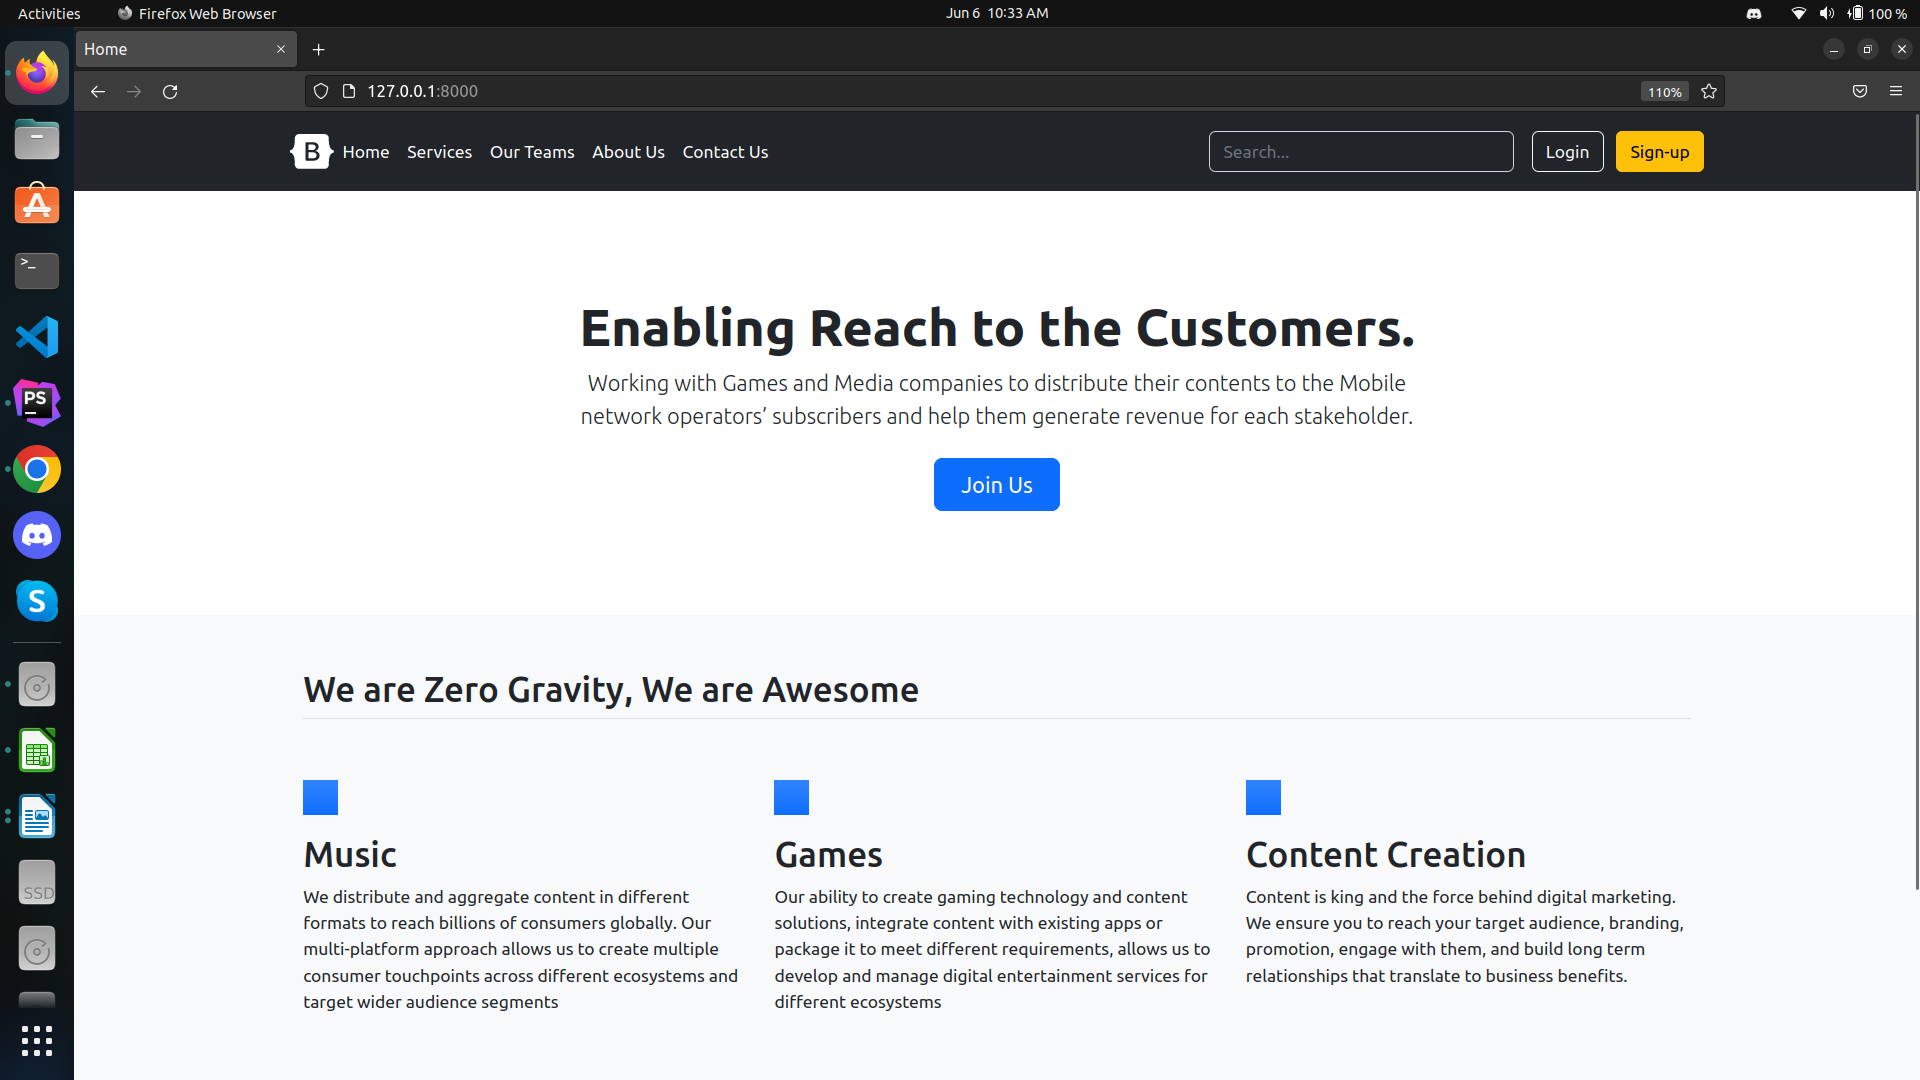 Activities
Firefox Web Browser
Jun 6 10:33 AM
100 %
Home
127.0.0.1:8000
110%
B
Home
Services
Our Teams
About Us
Contact Us
Search...
Login
Sign-up
Enabling Reach to the Customers.
Working with Games and Media companies to distribute their contents to the Mobile
network operators’ subscribers and help them generate revenue for each stakeholder.
Join Us
We are Zero Gravity, We are Awesome
Music
We distribute and aggregate content in different
formats to reach billions of consumers globally. Our
multi-platform approach allows us to create multiple
consumer touchpoints across different ecosystems and
target wider audience segments
Games
Our ability to create gaming technology and content
solutions, integrate content with existing apps or
package it to meet different requirements, allows us to
develop and manage digital entertainment services for
different ecosystems
Content Creation
Content is king and the force behind digital marketing.
We ensure you to reach your target audience, branding,
promotion, engage with them, and build long term
relationships that translate to business benefits.
>_
PS
S
SSD